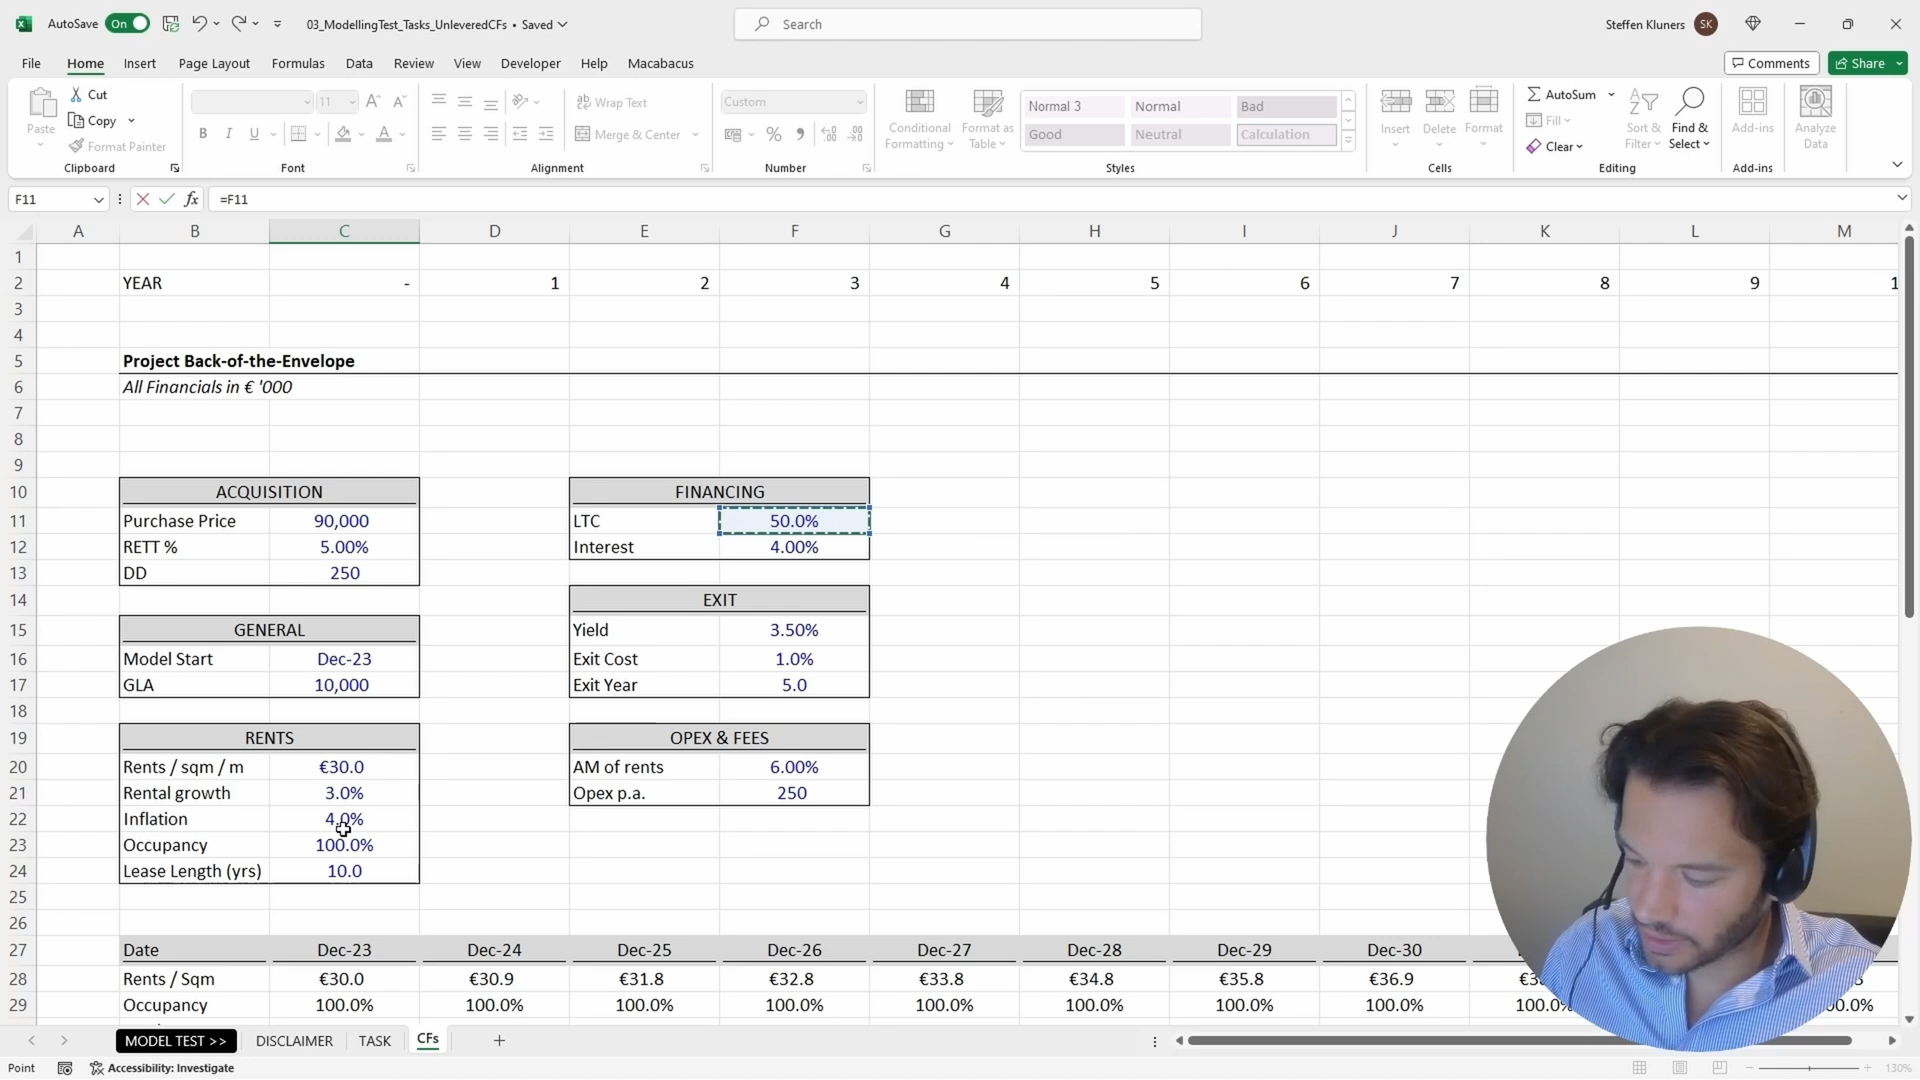 AutoSave On 03_ModellingTest_Tasks_UnleveredCFs • Saved Search Steffen Kluners SK
File Home Insert Page Layout Formulas Data Review View Developer Help Macabacus Comments Share
Paste Cut Copy Format Painter Clipboard
11 B I U Font
Wrap Text Merge & Center Alignment
Custom % Number
Conditional Formatting Format as Table Normal 3 Normal Bad Good Neutral Calculation Styles
Insert Delete Format Cells
AutoSum Fill Clear Sort & Filter Find & Select Editing
Add-ins Add-ins
Analyze Data
F11 fx =F11
A B C D E F G H I J K L M
1
2 YEAR - 1 2 3 4 5 6 7 8 9 1
3
4
5 Project Back-of-the-Envelope
6 All Financials in € '000
7
8
9
10 ACQUISITION FINANCING
11 Purchase Price 90,000 LTC 50.0%
12 RETT % 5.00% Interest 4.00%
13 DD 250
14 EXIT
15 GENERAL Yield 3.50%
16 Model Start Dec-23 Exit Cost 1.0%
17 GLA 10,000 Exit Year 5.0
18
19 RENTS OPEX & FEES
20 Rents / sqm / m €30.0 AM of rents 6.00%
21 Rental growth 3.0% Opex p.a. 250
22 Inflation 4.0%
23 Occupancy 100.0%
24 Lease Length (yrs) 10.0
25
26
27 Date Dec-23 Dec-24 Dec-25 Dec-26 Dec-27 Dec-28 Dec-29 Dec-30
28 Rents / Sqm €30.0 €30.9 €31.8 €32.8 €33.8 €34.8 €35.8 €36.9
29 Occupancy 100.0% 100.0% 100.0% 100.0% 100.0% 100.0% 100.0% 100.0% 100.0%
MODEL TEST >> DISCLAIMER TASK CFs
Point Accessibility: Investigate 130%